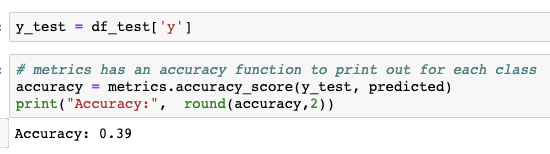 y_test = df_test['y']
# metrics has an accuracy function to print out for each class
accuracy = metrics.accuracy_score(y_test, predicted)
print("Accuracy:",  round(accuracy,2))
Accuracy: 0.39